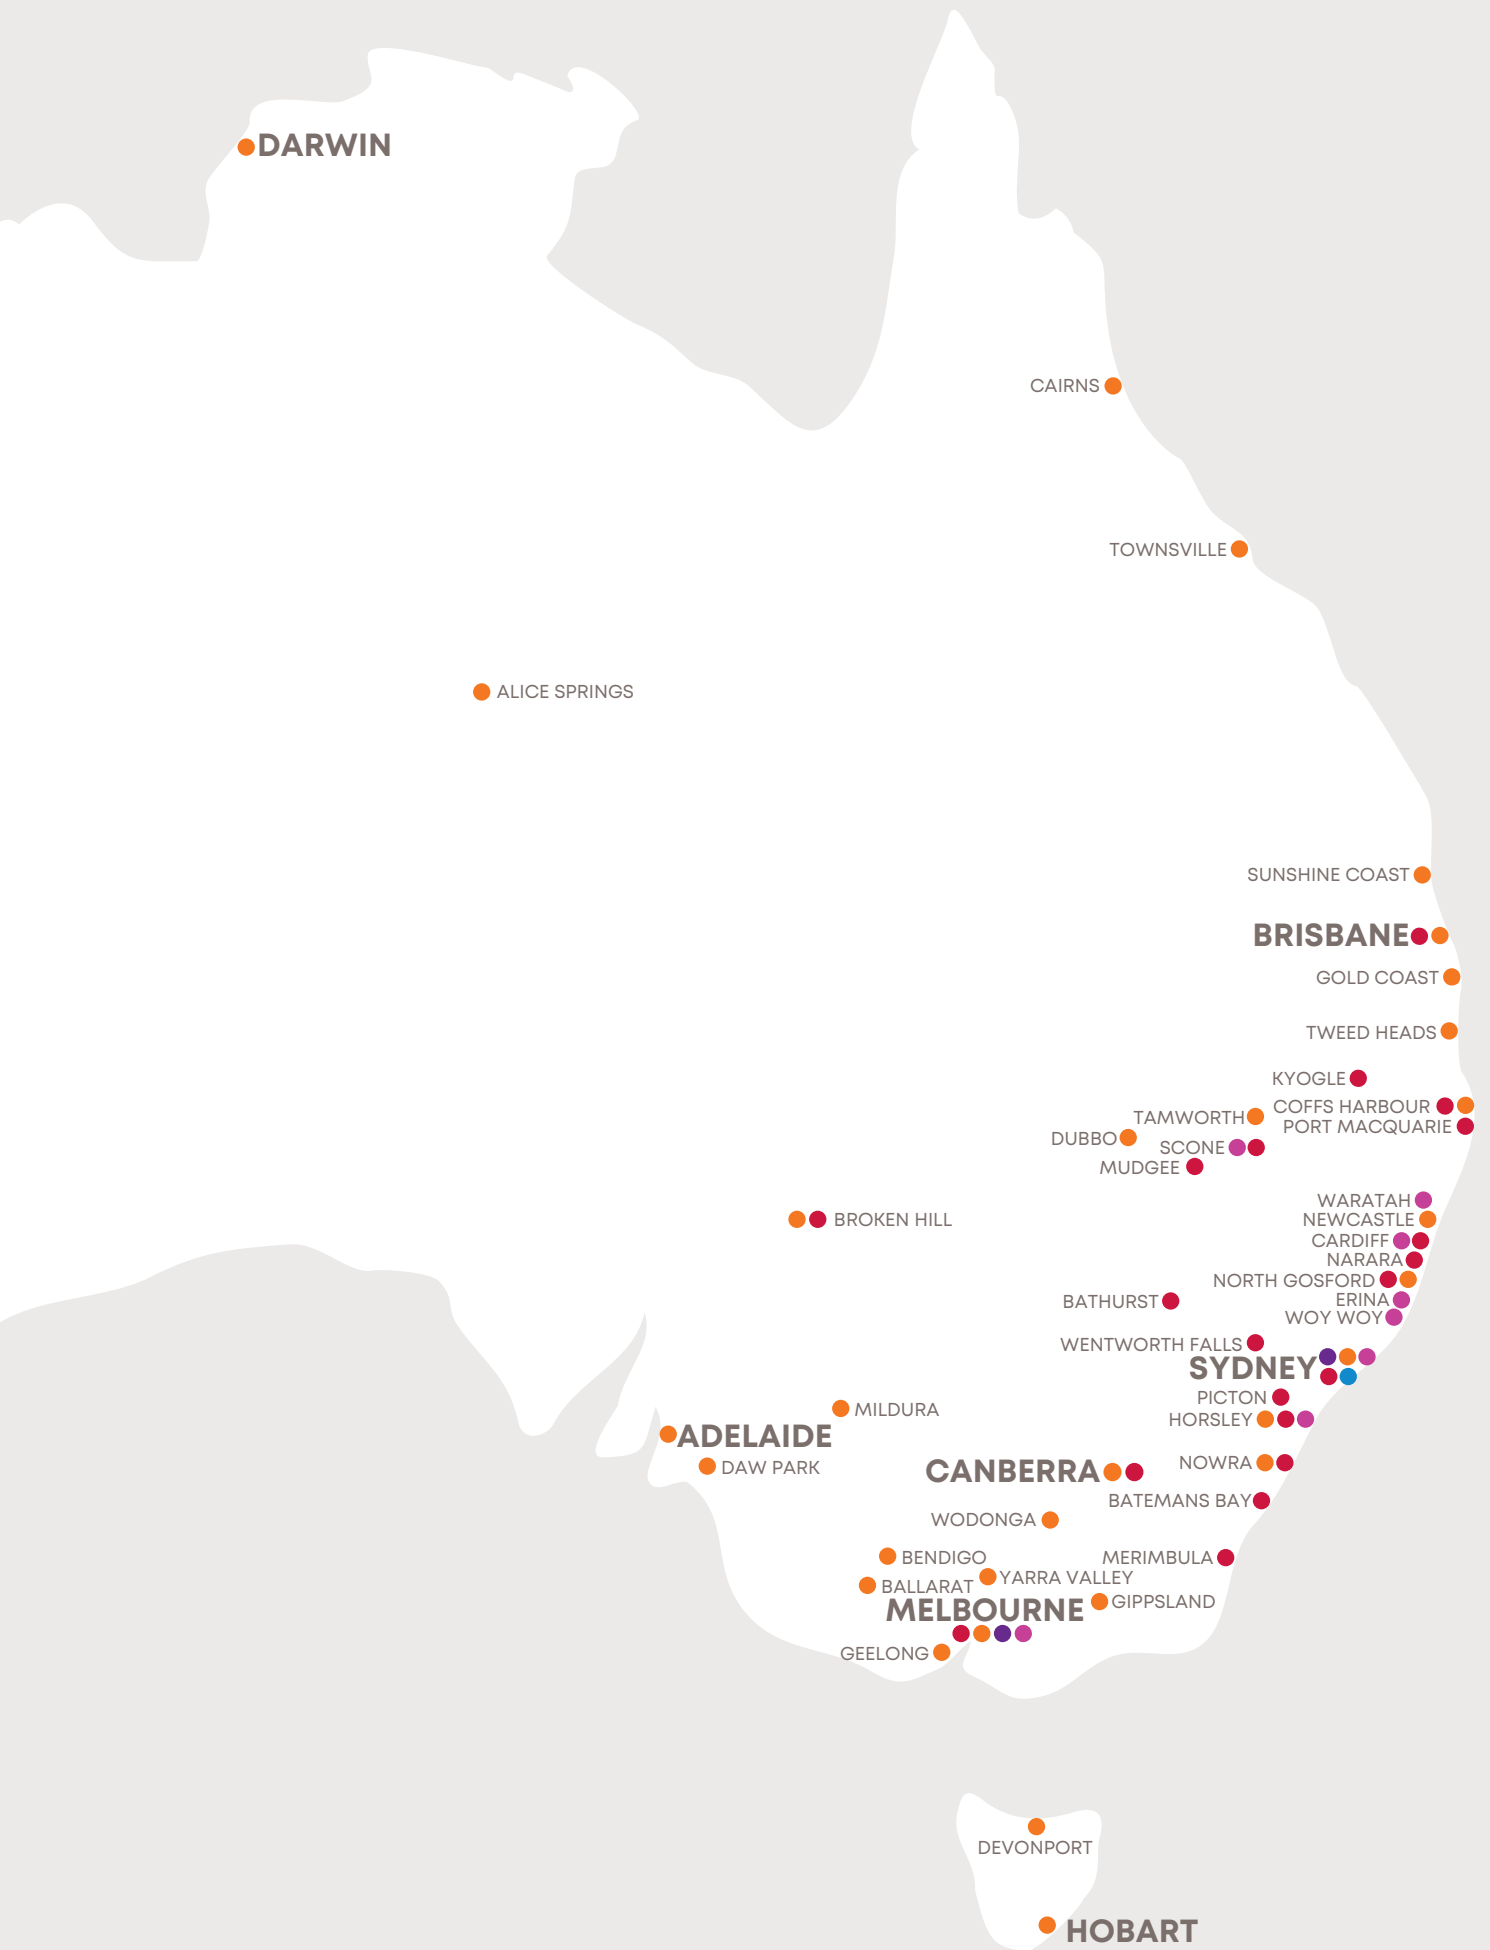 DARWIN
CAIRNS
TOWNSVILLE
ALICE SPRINGS
SUNSHINE COAST
BRISBANE
GOLD COAST
TWEED HEADS
KYOGLE
COFFS HARBOUR
TAMWORTH
PORT MACQUARIE
DUBBO
SCONE
MUDGEE
WARATAH
NEWCASTLE
BROKEN HILL
CARDIFF
NARARA
NORTH GOSFORD
ERINA
BATHURST
WOY WOY
WENTWORTH FALLS
SYDNEY
PICTON
MILDURA
HORSLEY
ADELAIDE
NOWRA
DAW PARK
CANBERRA
BATEMANS BAY
WODONGA
BENDIGO
MERIMBULA
YARRA VALLEY
BALLARAT
GIPPSLAND
MELBOURNE
GEELONG
DEVONPORT
HOBART